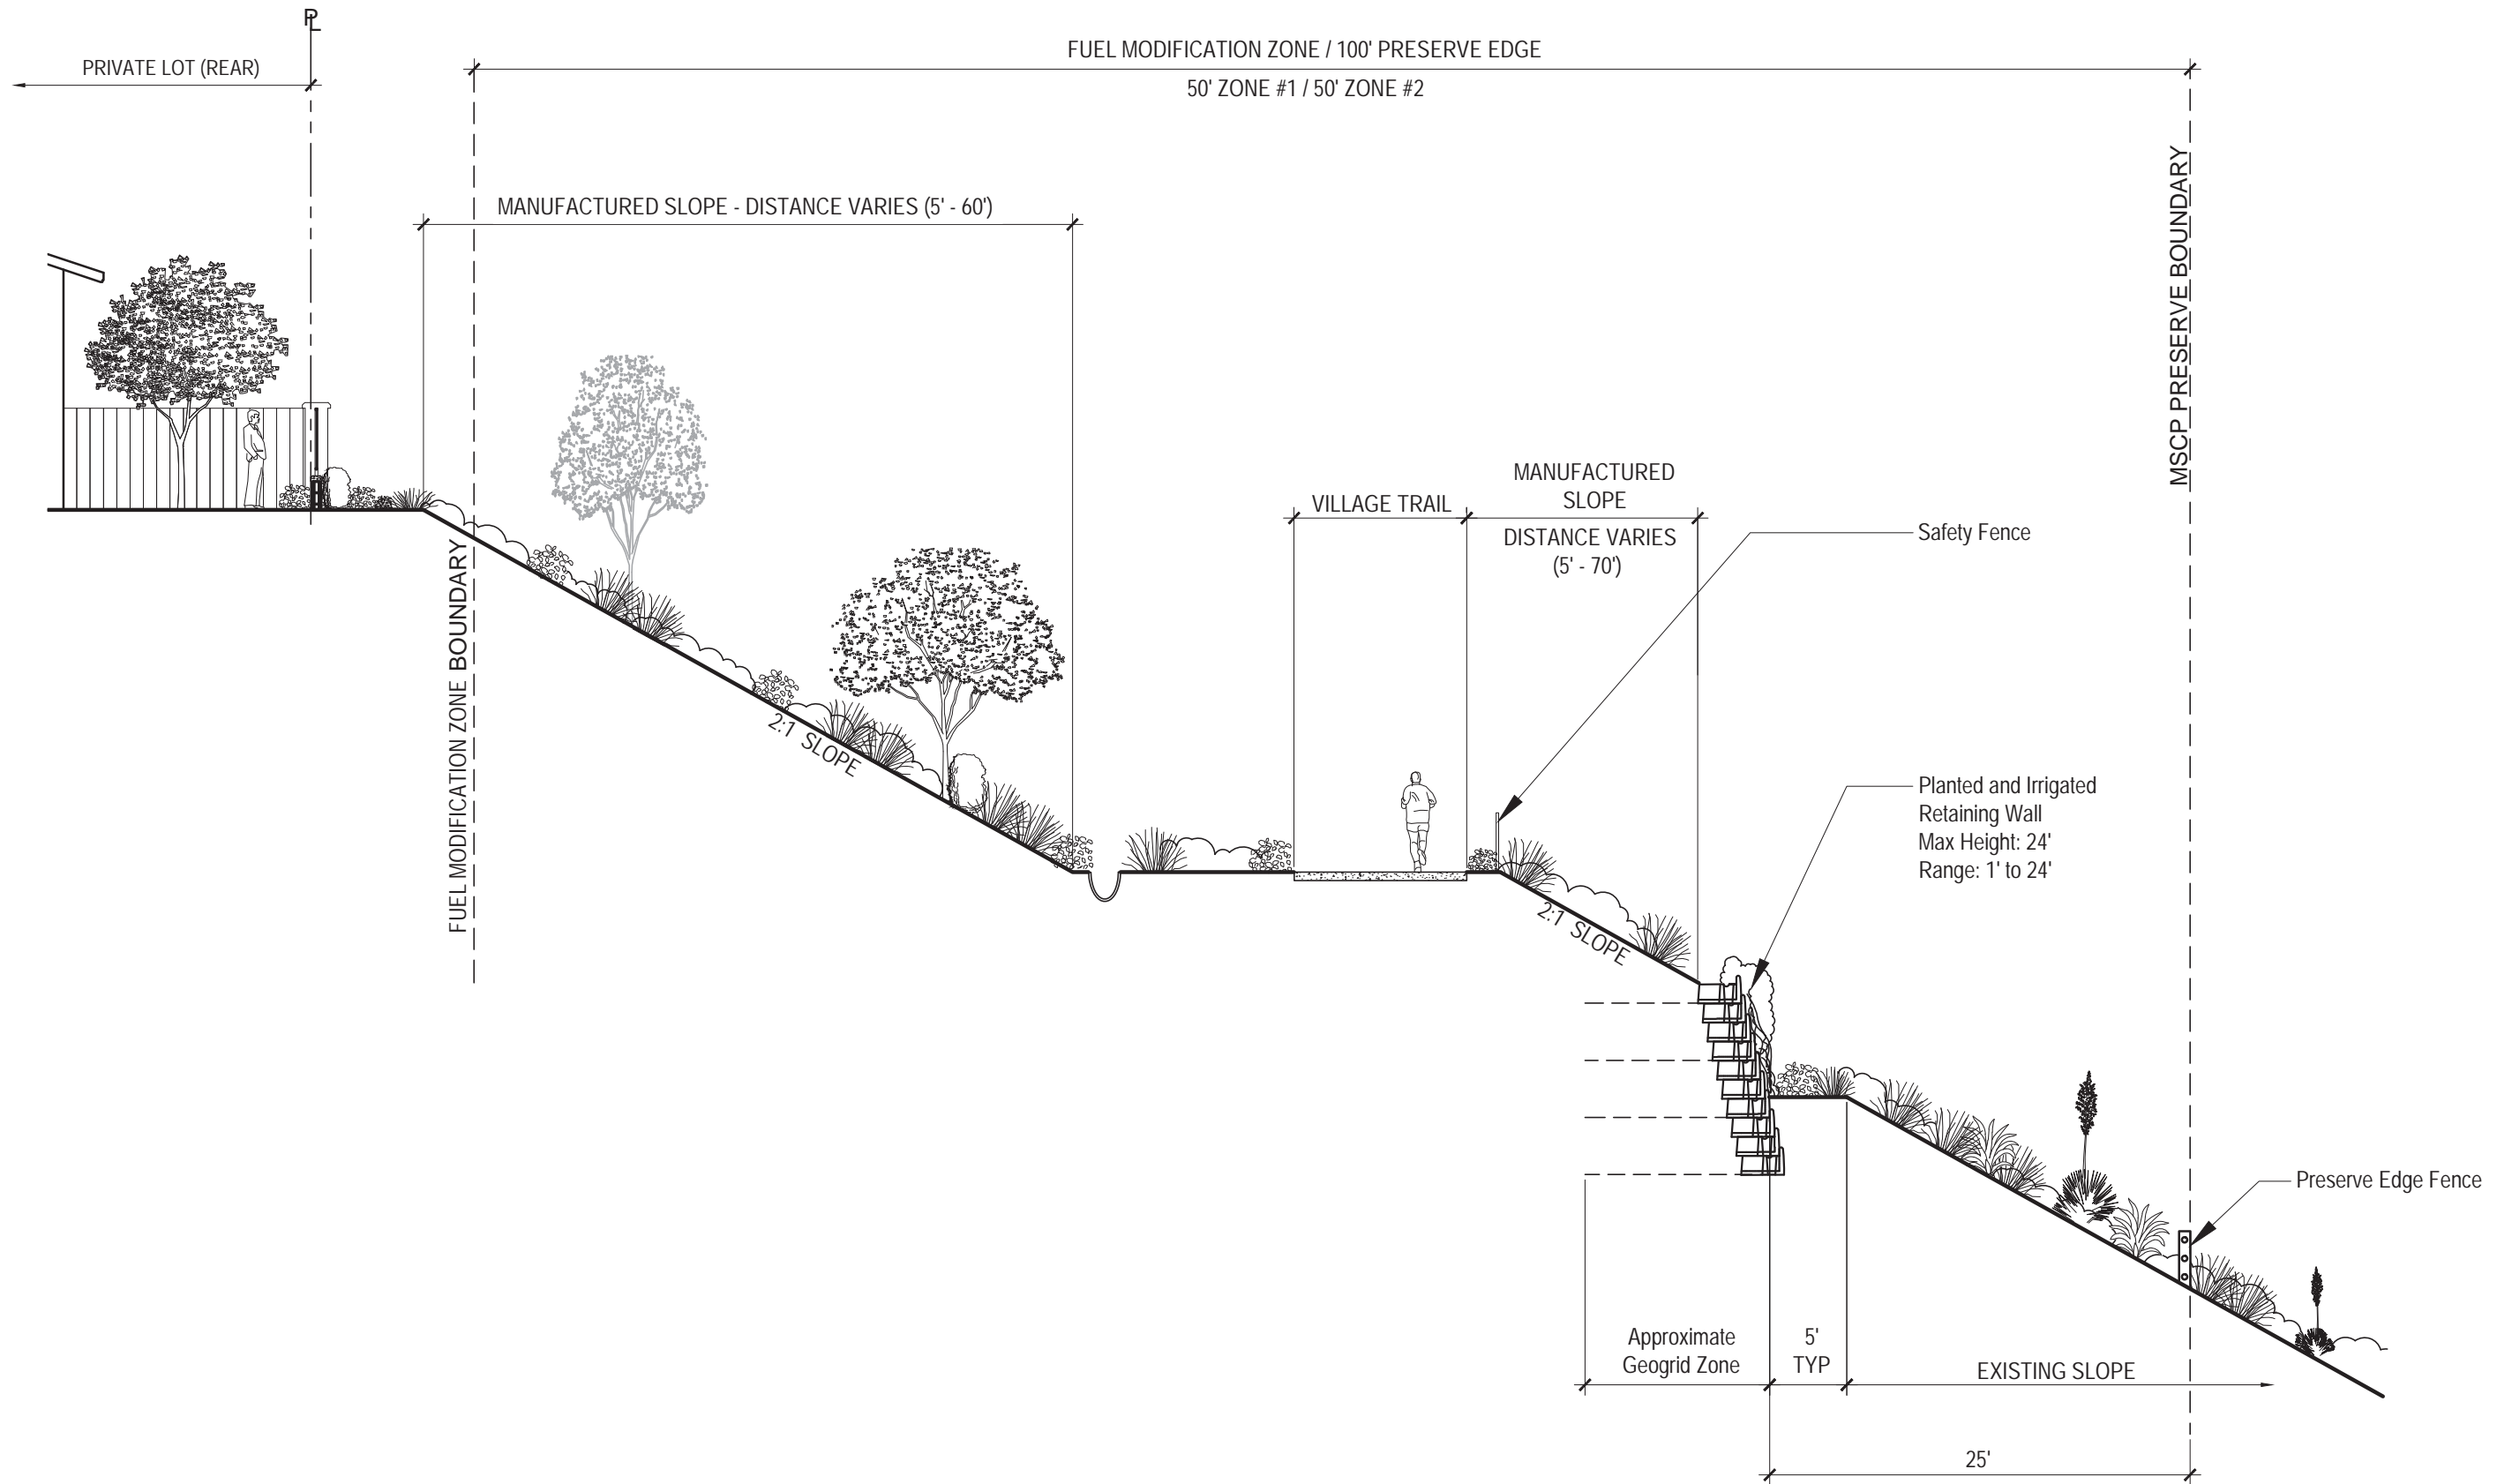 PL
PRIVATE LOT (REAR)
FUEL MODIFICATION ZONE / 100' PRESERVE EDGE
50' ZONE #1 / 50' ZONE #2
MANUFACTURED SLOPE - DISTANCE VARIES (5' - 60')
MSCP PRESERVE BOUNDARY
FUEL MODIFICATION ZONE BOUNDARY
VILLAGE TRAIL
MANUFACTURED
SLOPE
DISTANCE VARIES
(5' - 70')
Safety Fence
2:1 SLOPE
Planted and Irrigated
Retaining Wall
Max Height: 24'
Range: 1' to 24'
2:1 SLOPE
Preserve Edge Fence
Approximate
Geogrid Zone
5'
TYP
EXISTING SLOPE
25'